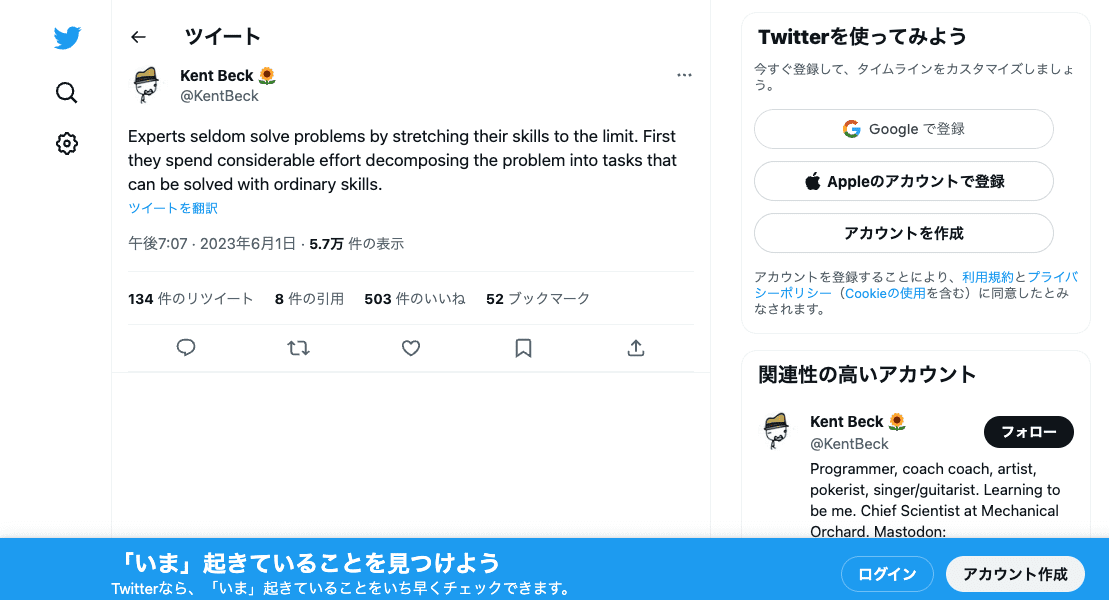 ツイート
Kent Beck 🌻
@KentBeck
Experts seldom solve problems by stretching their skills to the limit. First
they spend considerable effort decomposing the problem into tasks that
can be solved with ordinary skills.
ツイートを翻訳
午後7:07 · 2023年6月1日 · 5.7万 件の表示
134 件のリツイート 8 件の引用 503 件のいいね 52 ブックマーク
Twitterを使ってみよう
今すぐ登録して、タイムラインをカスタマイズしましょ
う。
Google で登録
Appleのアカウントで登録
アカウントを作成
アカウントを登録することにより、利用規約とプライバ
シーポリシー（Cookieの使用を含む）に同意したとみ
なされます。
関連性の高いアカウント
Kent Beck 🌻
@KentBeck
フォロー
Programmer, coach coach, artist,
pokerist, singer/guitarist. Learning to
be me. Chief Scientist at Mechanical
Orchard. Mastodon:
「いま」起きていることを見つけよう
Twitterなら、「いま」起きていることをいち早くチェックできます。
ログイン
アカウント作成